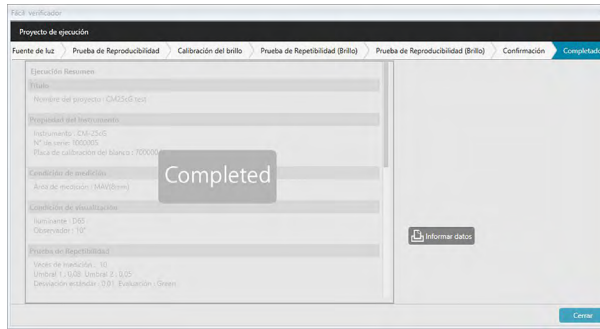 Fácil verificador
Proyecto de ejecución
Fuente de luz Prueba de Reproducibilidad Calibración del brillo Prueba de Repetibilidad (Brillo) Prueba de Reproducibilidad (Brillo) Confirmación Completado
Ejecución Resumen
Título
Nombre del proyecto: CM25cG test
Propiedad del Instrumento
Instrumento : CM-25cG
N° de serie: 1000005
Placa de calibración del blanco :
Condición de medición
Área de medición : MAV(8mm)
Condición de visualización
Iluminante : D65
Observador : 10°
Prueba de Repetibilidad
Veces de medición : 10
Umbral 1 : 0.08 Umbral 2 : 0.05
Desviación estándar : 0.01 Evaluación : Green
Completed
Informar datos
Cerrar